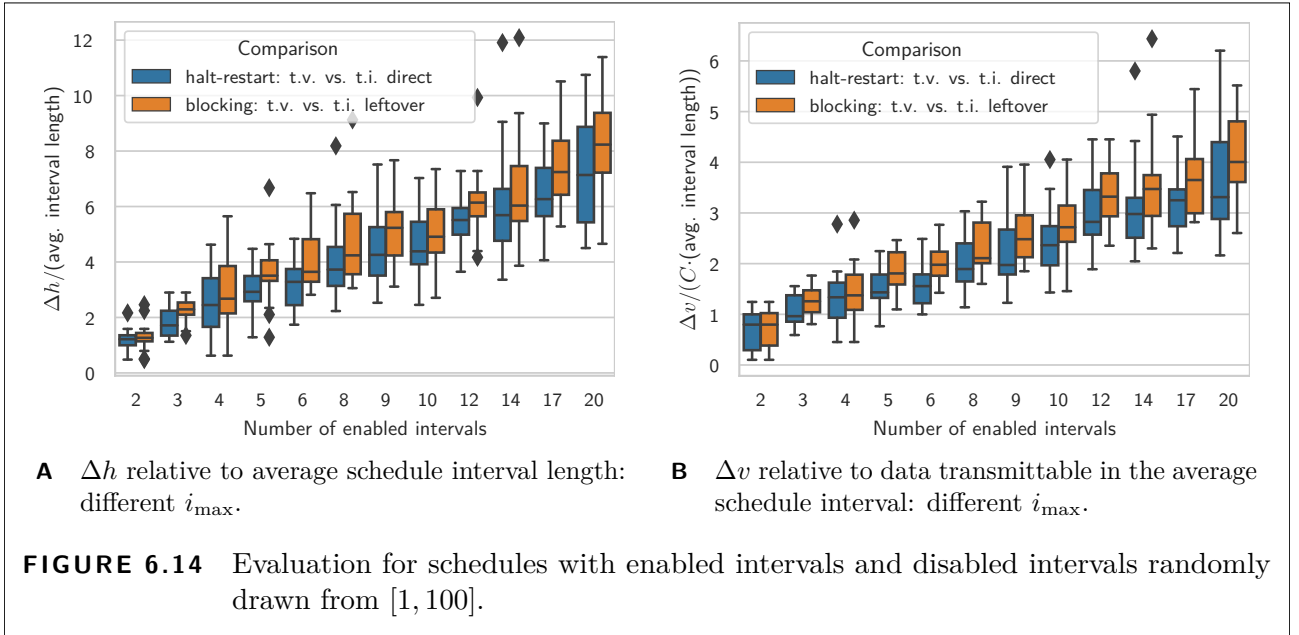 Comparison
halt-restart: t.v. vs. t.i. direct
blocking: t.v. vs. t.i. leftover
12
10
8
6
4
2
0
Δh/(avg. interval length)
2 3 4 5 6 8 9 10 12 14 17 20
Number of enabled intervals
A Δh relative to average schedule interval length:
different i_max.
Comparison
halt-restart: t.v. vs. t.i. direct
blocking: t.v. vs. t.i. leftover
6
5
4
3
2
1
0
Δv/(C·(avg. interval length))
2 3 4 5 6 8 9 10 12 14 17 20
Number of enabled intervals
B Δv relative to data transmittable in the average
schedule interval: different i_max.
FIGURE 6.14 Evaluation for schedules with enabled intervals and disabled intervals randomly
drawn from [1, 100].